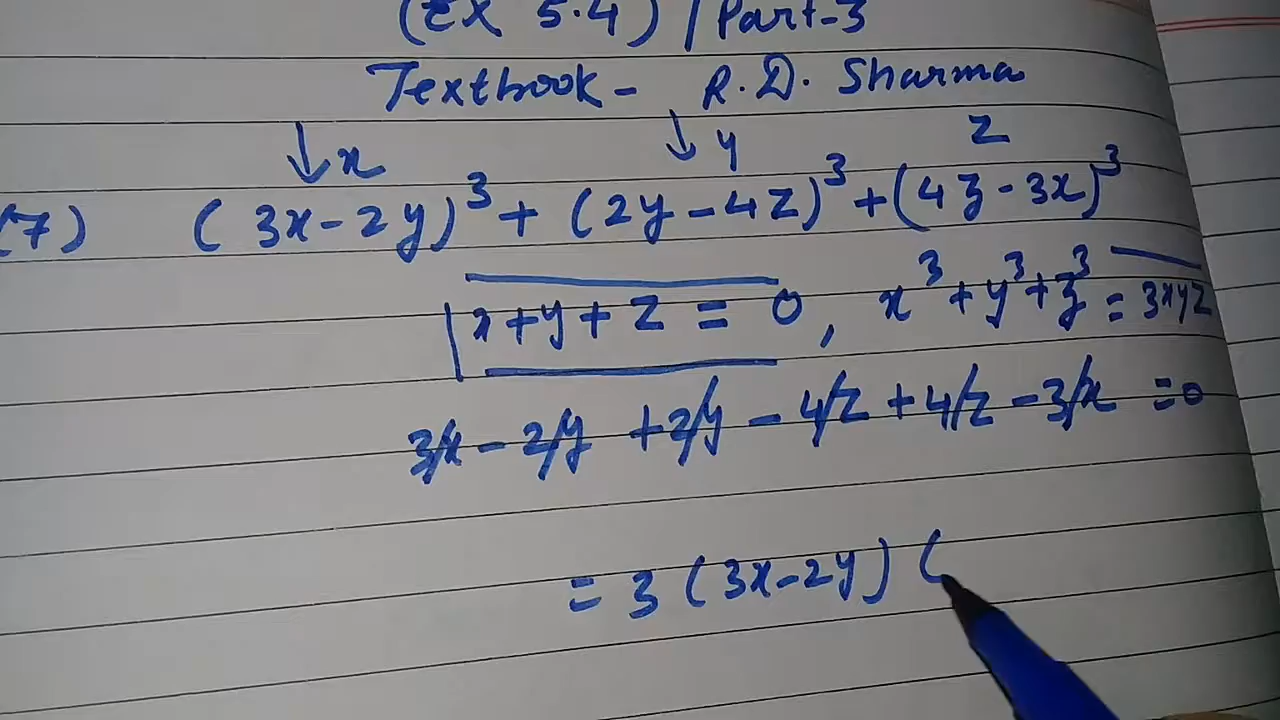 (Ex 5.4) / Part-3
Textbook - R.D. Sharma
↓x ↓y z
(7) (3x-2y)³ + (2y-4z)³ + (4z-3x)³
x+y+z = 0, x³+y³+z³ = 3xyz
3x - 2y + 2y - 4z + 4z - 3x = 0
= 3 (3x-2y) (